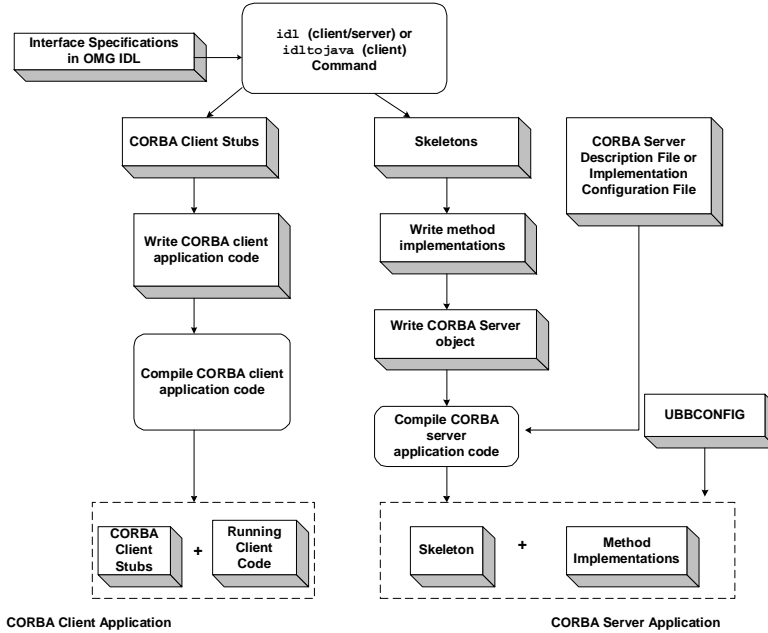 Interface Specifications
in OMG IDL
idl (client/server) or
idltojava (client)
Command
CORBA Client Stubs
Skeletons
CORBA Server
Description File or
Implementation
Configuration File
Write CORBA client
application code
Write method
implementations
Write CORBA Server
object
Compile CORBA client
application code
Compile CORBA
server
application code
UBBCONFIG
CORBA
Client
Stubs
+
Running
Client
Code
Skeleton
+
Method
Implementations
CORBA Client Application
CORBA Server Application